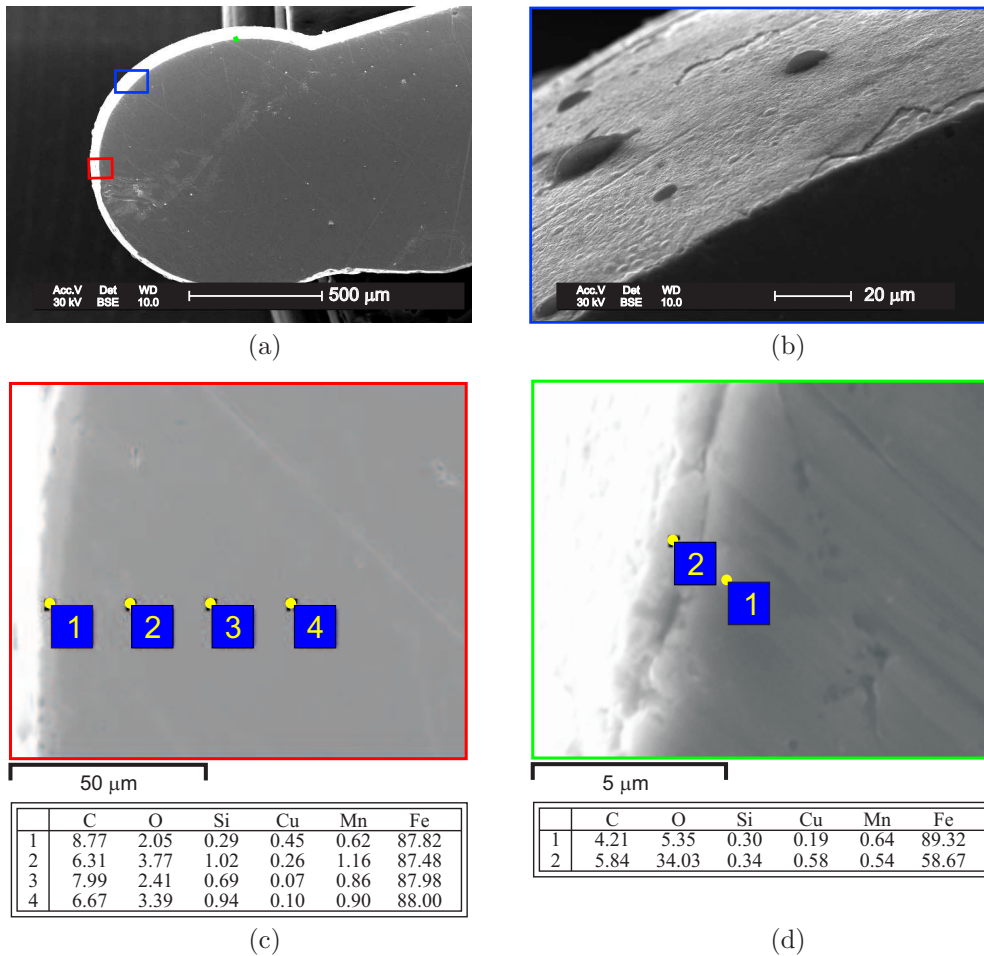 Acc.V Det WD
30 kV BSE 10.0 500 μm
(a)
Acc.V Det WD
30 kV BSE 10.0 20 μm
(b)
1 2 3 4
50 μm
C O Si Cu Mn Fe
1 8.77 2.05 0.29 0.45 0.62 87.82
2 6.31 3.77 1.02 0.26 1.16 87.48
3 7.99 2.41 0.69 0.07 0.86 87.98
4 6.67 3.39 0.94 0.10 0.90 88.00
(c)
2
1
5 μm
C O Si Cu Mn Fe
1 4.21 5.35 0.30 0.19 0.64 89.32
2 5.84 34.03 0.34 0.58 0.54 58.67
(d)